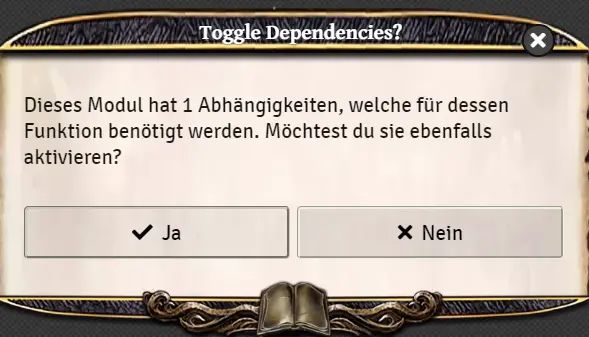 Toggle Dependencies?
Dieses Modul hat 1 Abhängigkeiten, welche für dessen
Funktion benötigt werden. Möchtest du sie ebenfalls
aktivieren?
Ja
Nein